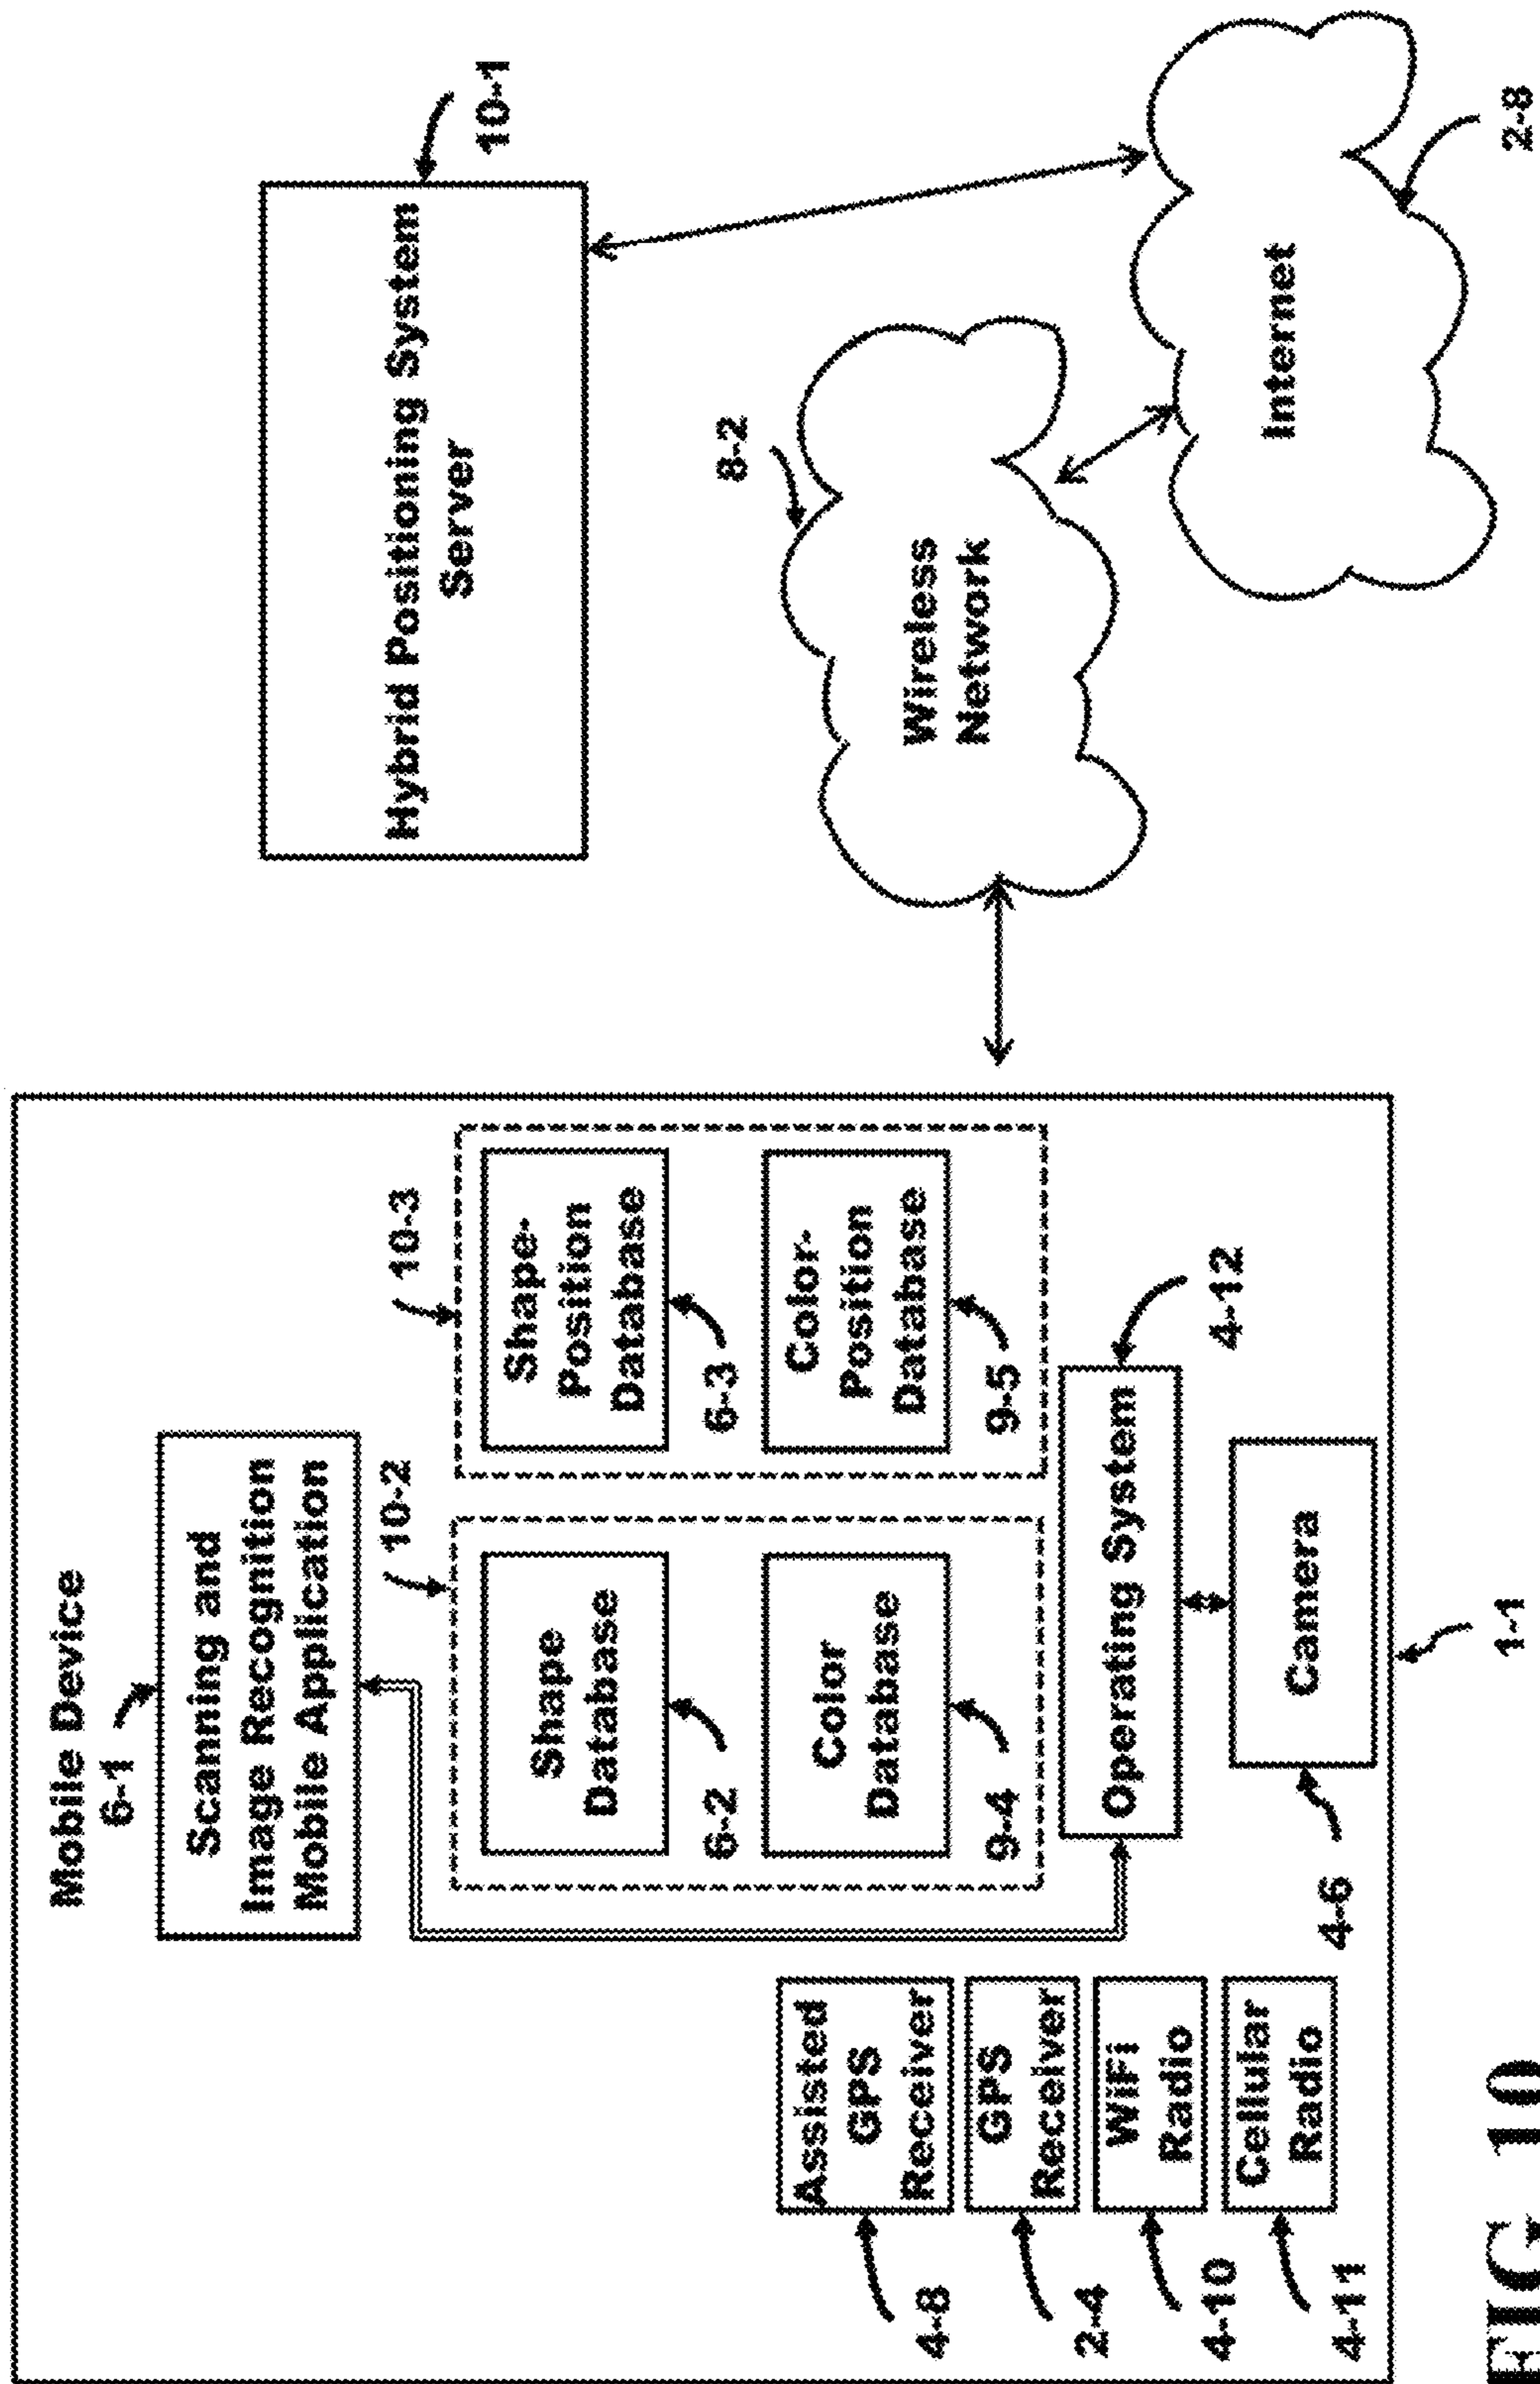 Mobile Device
6-1
Scanning and
Image Recognition
Mobile Application
10-2
10-3
Shape
Database
6-2
Shape-
Position
Database
6-3
Color
Database
9-4
Color-
Position
Database
9-5
Assisted
GPS
Receiver
4-8
GPS
Receiver
2-4
WiFi
Radio
4-10
Cellular
Radio
4-11
Operating System
4-12
Camera
4-6
1-1
Hybrid Positioning System
Server
10-1
8-2
Wireless
Network
Internet
2-8
FIG 10